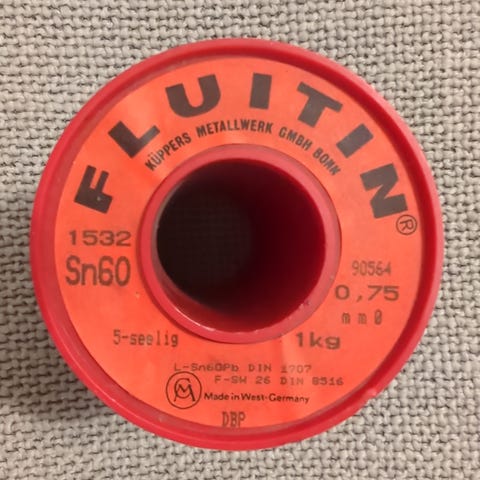 FLUITIN®
KÜPPERS METALLWERK GMBH BONN
1532
Sn60
90564
0,75
mm Ø
5-seelig
1kg
L-Sn60Pb DIN 1707
F-SW 26 DIN 8516
Made in West-Germany
DBP